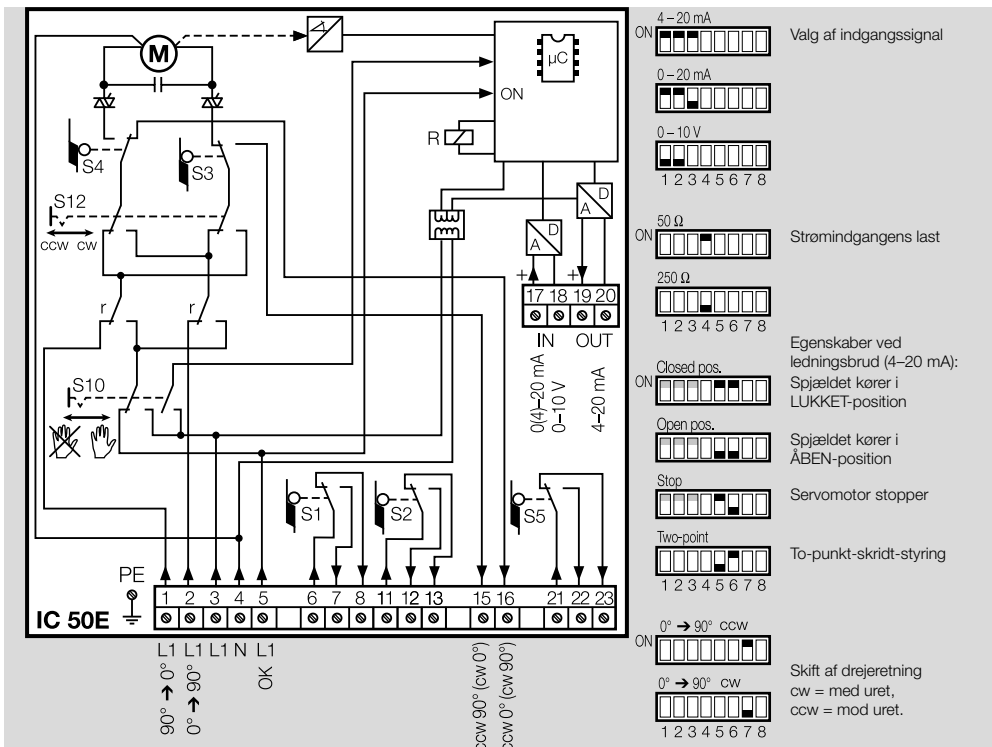 M
µC
ON
R
S4
S3
S12
ccw cw
r
r
S10
A D
A D
+ +
17 18 19 20
IN OUT
0(4)–20 mA
0–10 V
4–20 mA
S1
S2
S5
PE
1 2 3 4 5 6 7 8 11 12 13 15 16 21 22 23
IC 50E
L1 L1 L1 N L1
OK
90° ➔ 0°
0° ➔ 90°
ccw 90° (cw 0°)
ccw 0° (cw 90°)
4–20 mA
ON
Valg af indgangssignal
0–20 mA
0–10 V
1 2 3 4 5 6 7 8
50 Ω
ON
Strømindgangens last
250 Ω
1 2 3 4 5 6 7 8
Egenskaber ved
ledningsbrud (4–20 mA):
Closed pos.
ON
Spjældet kører i
LUKKET-position
Open pos.
Spjældet kører i
ÅBEN-position
Stop
Servomotor stopper
Two-point
To-punkt-skridt-styring
1 2 3 4 5 6 7 8
0° ➔ 90° ccw
ON
0° ➔ 90° cw
Skift af drejeretning
cw = med uret,
ccw = mod uret.
1 2 3 4 5 6 7 8